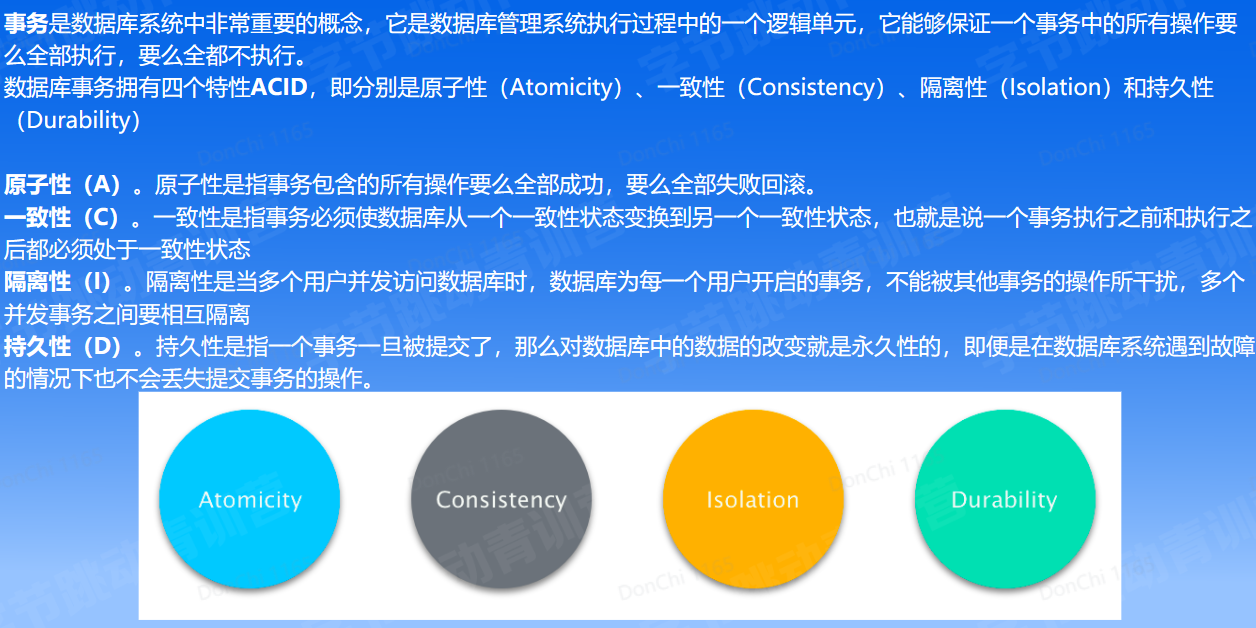 事务是数据库系统中非常重要的概念，它是数据库管理系统执行过程中的一个逻辑单元，它能够保证一个事务中的所有操作要
么全部执行，要么全都不执行。
数据库事务拥有四个特性ACID，即分别是原子性（Atomicity）、一致性（Consistency）、隔离性（Isolation）和持久性
（Durability）
原子性（A）。原子性是指事务包含的所有操作要么全部成功，要么全部失败回滚。
一致性（C）。一致性是指事务必须使数据库从一个一致性状态变换到另一个一致性状态，也就是说一个事务执行之前和执行之
后都必须处于一致性状态
隔离性（I）。隔离性是当多个用户并发访问数据库时，数据库为每一个用户开启的事务，不能被其他事务的操作所干扰，多个
并发事务之间要相互隔离
持久性（D）。持久性是指一个事务一旦被提交了，那么对数据库中的数据的改变就是永久性的，即便是在数据库系统遇到故障
的情况下也不会丢失提交事务的操作。
Atomicity
Consistency
Isolation
Durability
字节跳动青训营
DonChi 1165